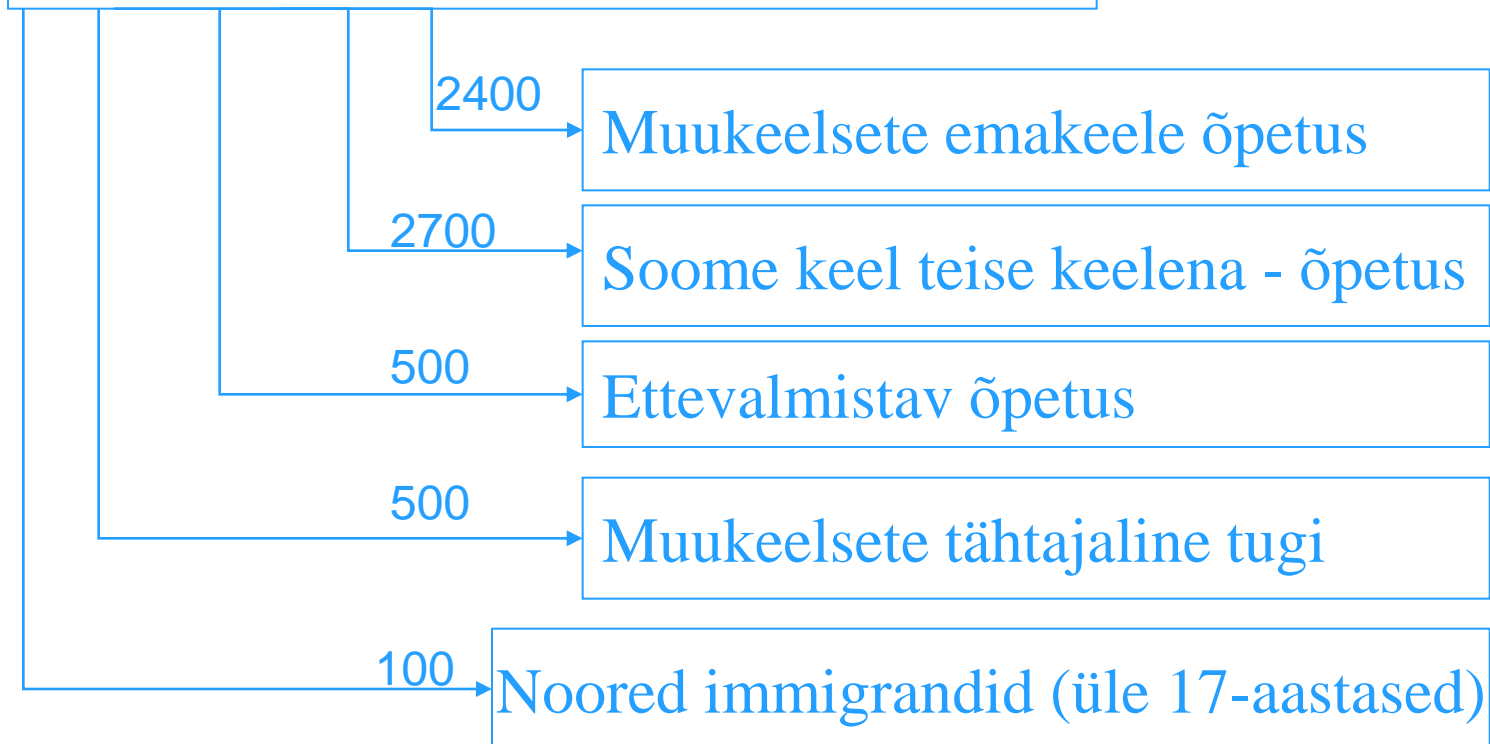 2400
Muukeelsete emakeele õpetus
2700
Soome keel teise keelena - õpetus
500
Ettevalmistav õpetus
500
Muukeelsete tähtajaline tugi
100
Noored immigrandid (üle 17-aastased)